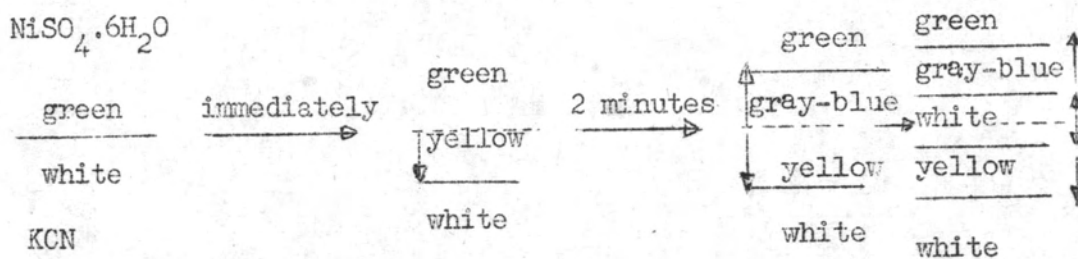 NiSO4.6H2O
green
white
KCN
immediately
green
yellow
white
2 minutes
green
gray-blue
yellow
white
green
gray-blue
white
yellow
white